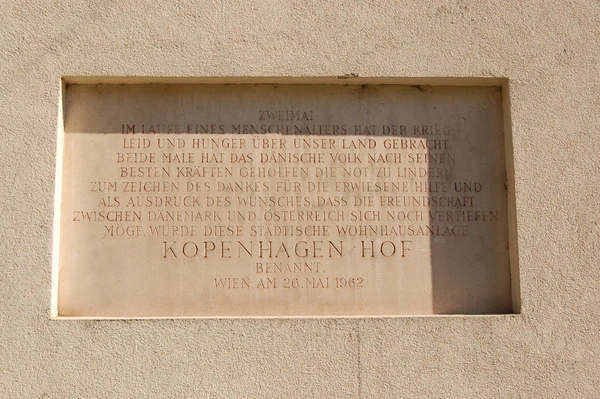 ZWEIMAL
IM LAUFE EINES MENSCHENALTERS HAT DER KRIEG
LEID UND HUNGER ÜBER UNSER LAND GEBRACHT.
BEIDE MALE HAT DAS DÄNISCHE VOLK NACH SEINEN
BESTEN KRÄFTEN GEHOLFEN DIE NOT ZU LINDERN.
ZUM ZEICHEN DES DANKES FÜR DIE ERWIESENE HILFE UND
ALS AUSDRUCK DES WUNSCHES, DASS DIE FREUNDSCHAFT
ZWISCHEN DÄNEMARK UND ÖSTERREICH SICH NOCH VERTIEFEN
MÖGE, WURDE DIESE STÄDTISCHE WOHNHAUSANLAGE
KOPENHAGEN HOF
BENANNT.
WIEN AM 26. MAI 1962